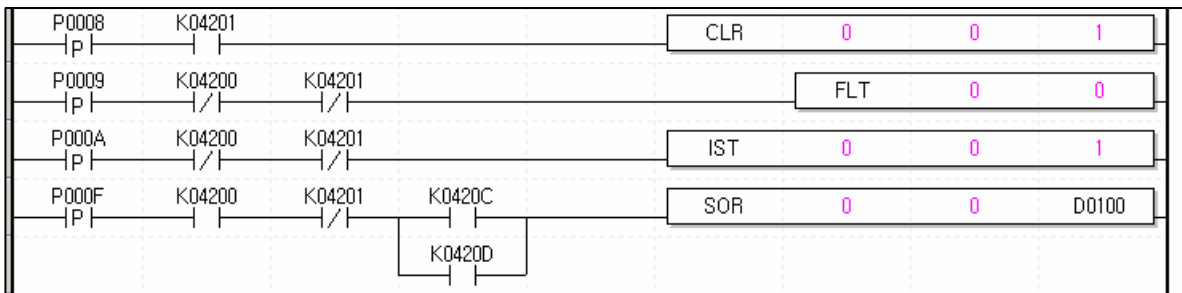 P0008 K04201
P CLR 0 0 1
P0009 K04200 K04201
P FLT 0 0
P000A K04200 K04201
P IST 0 0 1
P000F K04200 K04201 K0420C
P SOR 0 0 D0100
K0420D